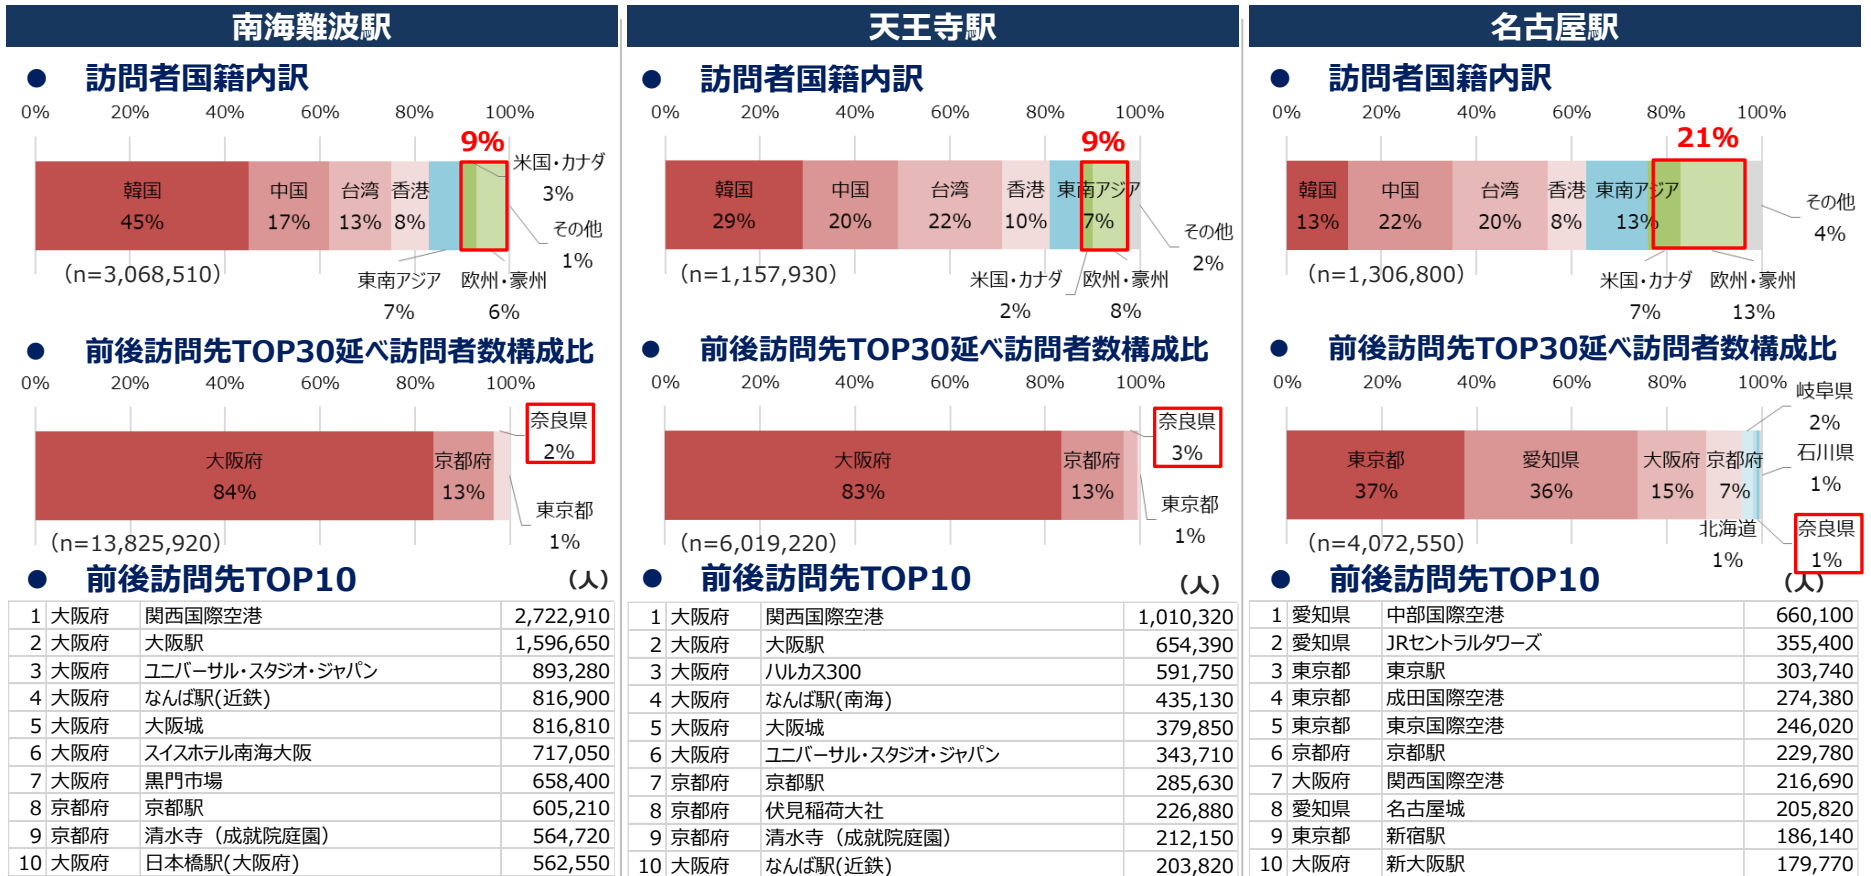 南海難波駅
● 訪問者国籍内訳
0% 20% 40% 60% 80% 100%
9%
韓国 中国 台湾 香港 米国・カナダ
45% 17% 13% 8% 3%
その他
1%
(n=3,068,510)
東南アジア 欧州・豪州
7% 6%
● 前後訪問先TOP30延べ訪問者数構成比
0% 20% 40% 60% 80% 100%
奈良県
2%
大阪府 京都府
84% 13%
東京都
1%
(n=13,825,920)
● 前後訪問先TOP10 (人)
1 大阪府 関西国際空港 2,722,910
2 大阪府 大阪駅 1,596,650
3 大阪府 ユニバーサル・スタジオ・ジャパン 893,280
4 大阪府 なんば駅(近鉄) 816,900
5 大阪府 大阪城 816,810
6 大阪府 スイスホテル南海大阪 717,050
7 大阪府 黒門市場 658,400
8 京都府 京都駅 605,210
9 京都府 清水寺（成就院庭園） 564,720
10 大阪府 日本橋駅(大阪府) 562,550
天王寺駅
● 訪問者国籍内訳
0% 20% 40% 60% 80% 100%
9%
韓国 中国 台湾 香港 東南アジア
29% 20% 22% 10% 7%
その他
2%
(n=1,157,930)
米国・カナダ 欧州・豪州
2% 8%
● 前後訪問先TOP30延べ訪問者数構成比
0% 20% 40% 60% 80% 100%
奈良県
3%
大阪府 京都府
83% 13%
東京都
1%
(n=6,019,220)
● 前後訪問先TOP10 (人)
1 大阪府 関西国際空港 1,010,320
2 大阪府 大阪駅 654,390
3 大阪府 ハルカス300 591,750
4 大阪府 なんば駅(南海) 435,130
5 大阪府 大阪城 379,850
6 大阪府 ユニバーサル・スタジオ・ジャパン 343,710
7 京都府 京都駅 285,630
8 京都府 伏見稲荷大社 226,880
9 京都府 清水寺（成就院庭園） 212,150
10 大阪府 なんば駅(近鉄) 203,820
名古屋駅
● 訪問者国籍内訳
0% 20% 40% 60% 80% 100%
21%
韓国 中国 台湾 香港 東南アジア
13% 22% 20% 8% 13%
その他
4%
(n=1,306,800)
米国・カナダ 欧州・豪州
7% 13%
● 前後訪問先TOP30延べ訪問者数構成比
0% 20% 40% 60% 80% 100%
岐阜県
2%
東京都 愛知県 大阪府 京都府
37% 36% 15% 7%
石川県
1%
(n=4,072,550)
北海道 奈良県
1% 1%
● 前後訪問先TOP10 (人)
1 愛知県 中部国際空港 660,100
2 愛知県 JRセントラルタワーズ 355,400
3 東京都 東京駅 303,740
4 東京都 成田国際空港 274,380
5 東京都 東京国際空港 246,020
6 京都府 京都駅 229,780
7 大阪府 関西国際空港 216,690
8 愛知県 名古屋城 205,820
9 東京都 新宿駅 186,140
10 大阪府 新大阪駅 179,770